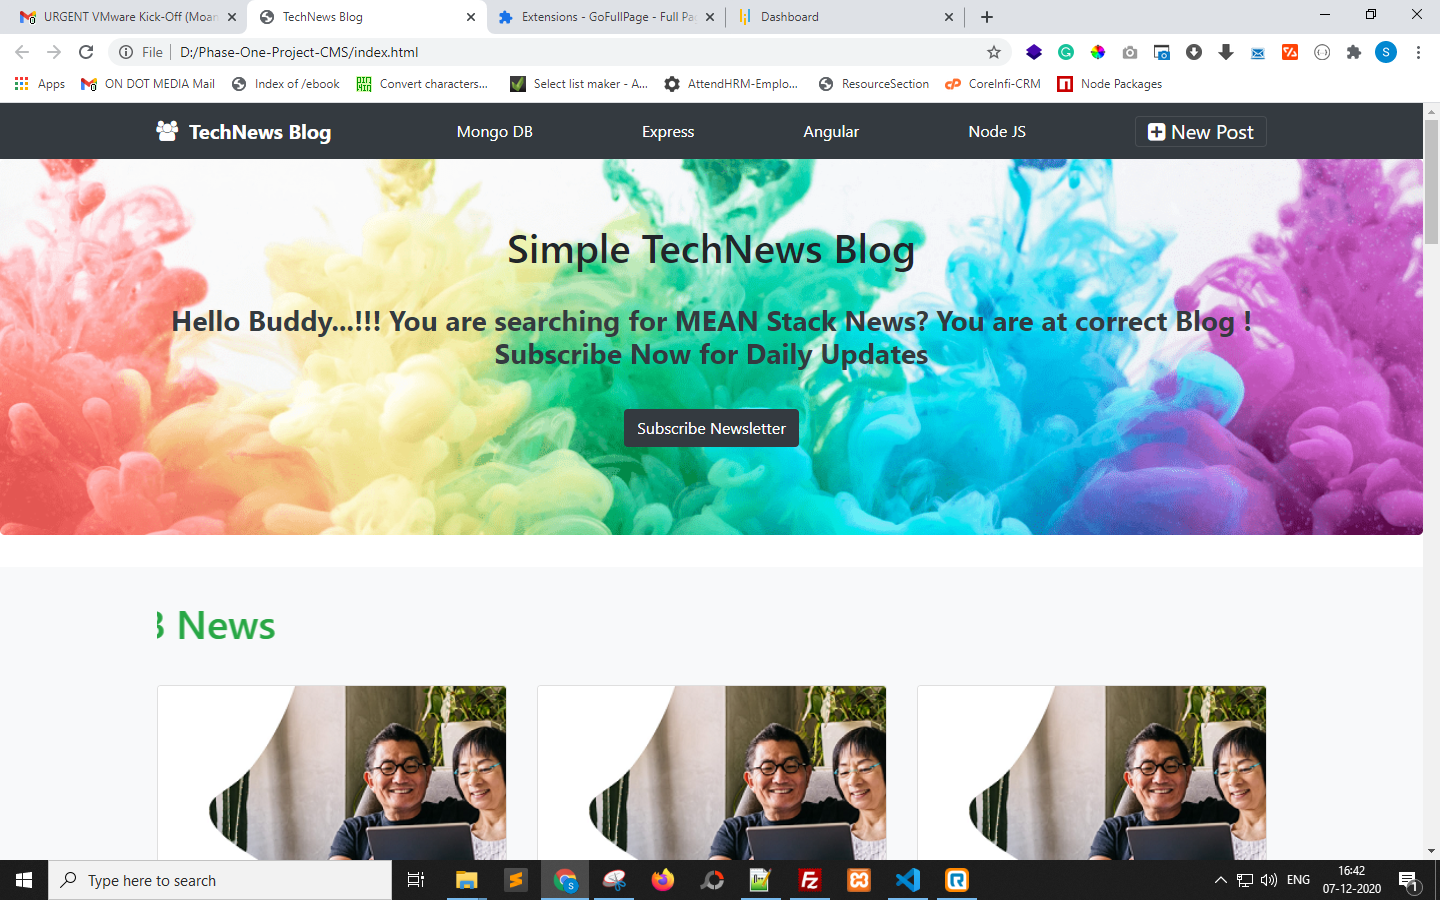 URGENT VMware Kick-Off (Moan
TechNews Blog
Extensions - GoFullPage - Full Pa
Dashboard
File
D:/Phase-One-Project-CMS/index.html
S
Apps
ON DOT MEDIA Mail
Index of /ebook
Convert characters...
Select list maker - A...
AttendHRM-Emplo...
ResourceSection
CoreInfi-CRM
Node Packages
TechNews Blog
Mongo DB
Express
Angular
Node JS
New Post
Simple TechNews Blog
Hello Buddy...!!! You are searching for MEAN Stack News? You are at correct Blog !
Subscribe Now for Daily Updates
Subscribe Newsletter
News
Type here to search
ENG
16:42
07-12-2020
1